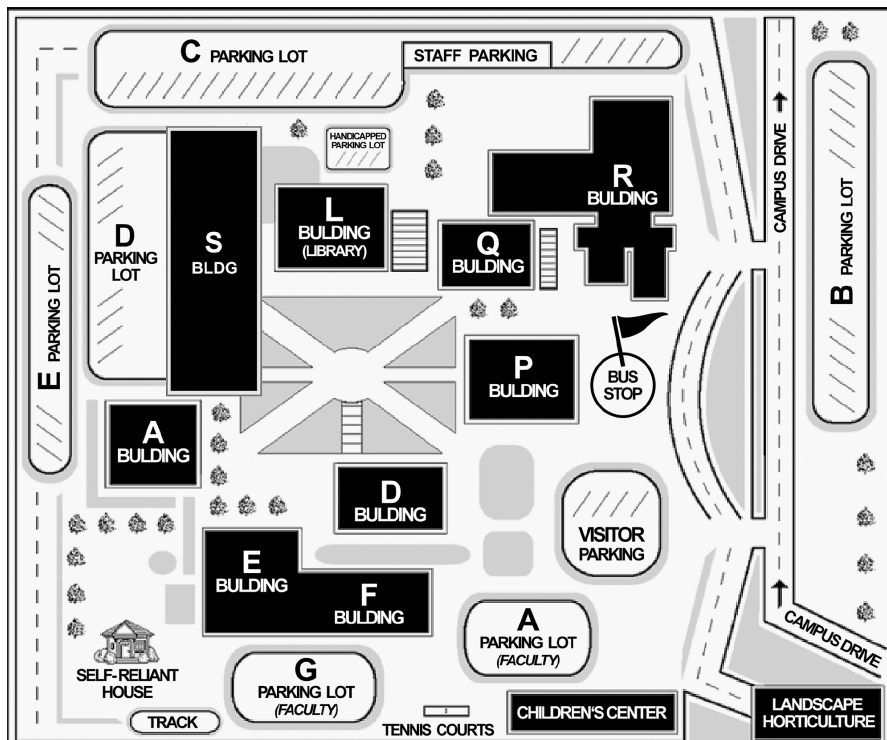 C PARKING LOT
STAFF PARKING
HANDICAPPED
PARKING LOT
CAMPUS DRIVE
B PARKING LOT
R
BULDING
L
BULDING
(LIBRARY)
Q
BULDING
S
BLDG
D
PARKING
LOT
E PARKING LOT
P
BULDING
BUS
STOP
A
BULDING
D
BULDING
VISITOR
PARKING
E
BULDING
F
BULDING
A
PARKING LOT
(FACULTY)
CAMPUS DRIVE
SELF-RELIANT
HOUSE
G
PARKING LOT
(FACULTY)
TRACK
TENNIS COURTS
CHILDREN'S CENTER
LANDSCAPE
HORTICULTURE